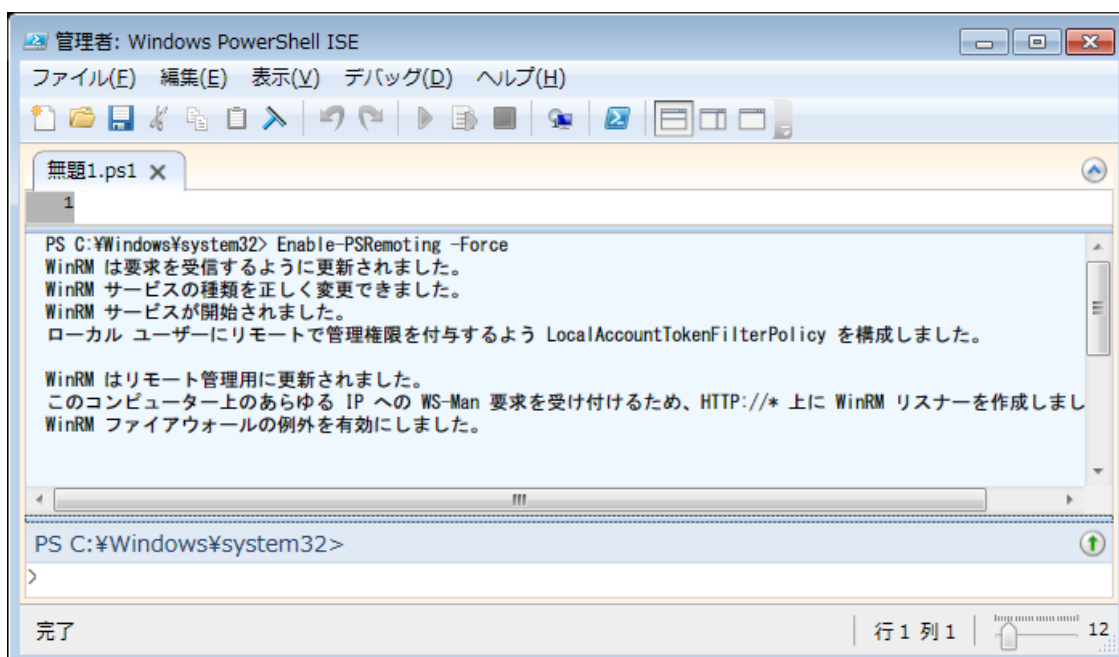 管理者: Windows PowerShell ISE
ファイル(F) 編集(E) 表示(V) デバッグ(D) ヘルプ(H)
無題1.ps1
1
PS C:¥Windows¥system32> Enable-PSRemoting -Force
WinRM は要求を受信するように更新されました。
WinRM サービスの種類を正しく変更できました。
WinRM サービスが開始されました。
ローカル ユーザーにリモートで管理権限を付与するよう LocalAccountTokenFilterPolicy を構成しました。
WinRM はリモート管理用に更新されました。
このコンピューター上のあらゆる IP への WS-Man 要求を受け付けるため、HTTP://* 上に WinRM リスナーを作成しまし
WinRM ファイアウォールの例外を有効にしました。
PS C:¥Windows¥system32>
>
完了 行 1 列 1 12